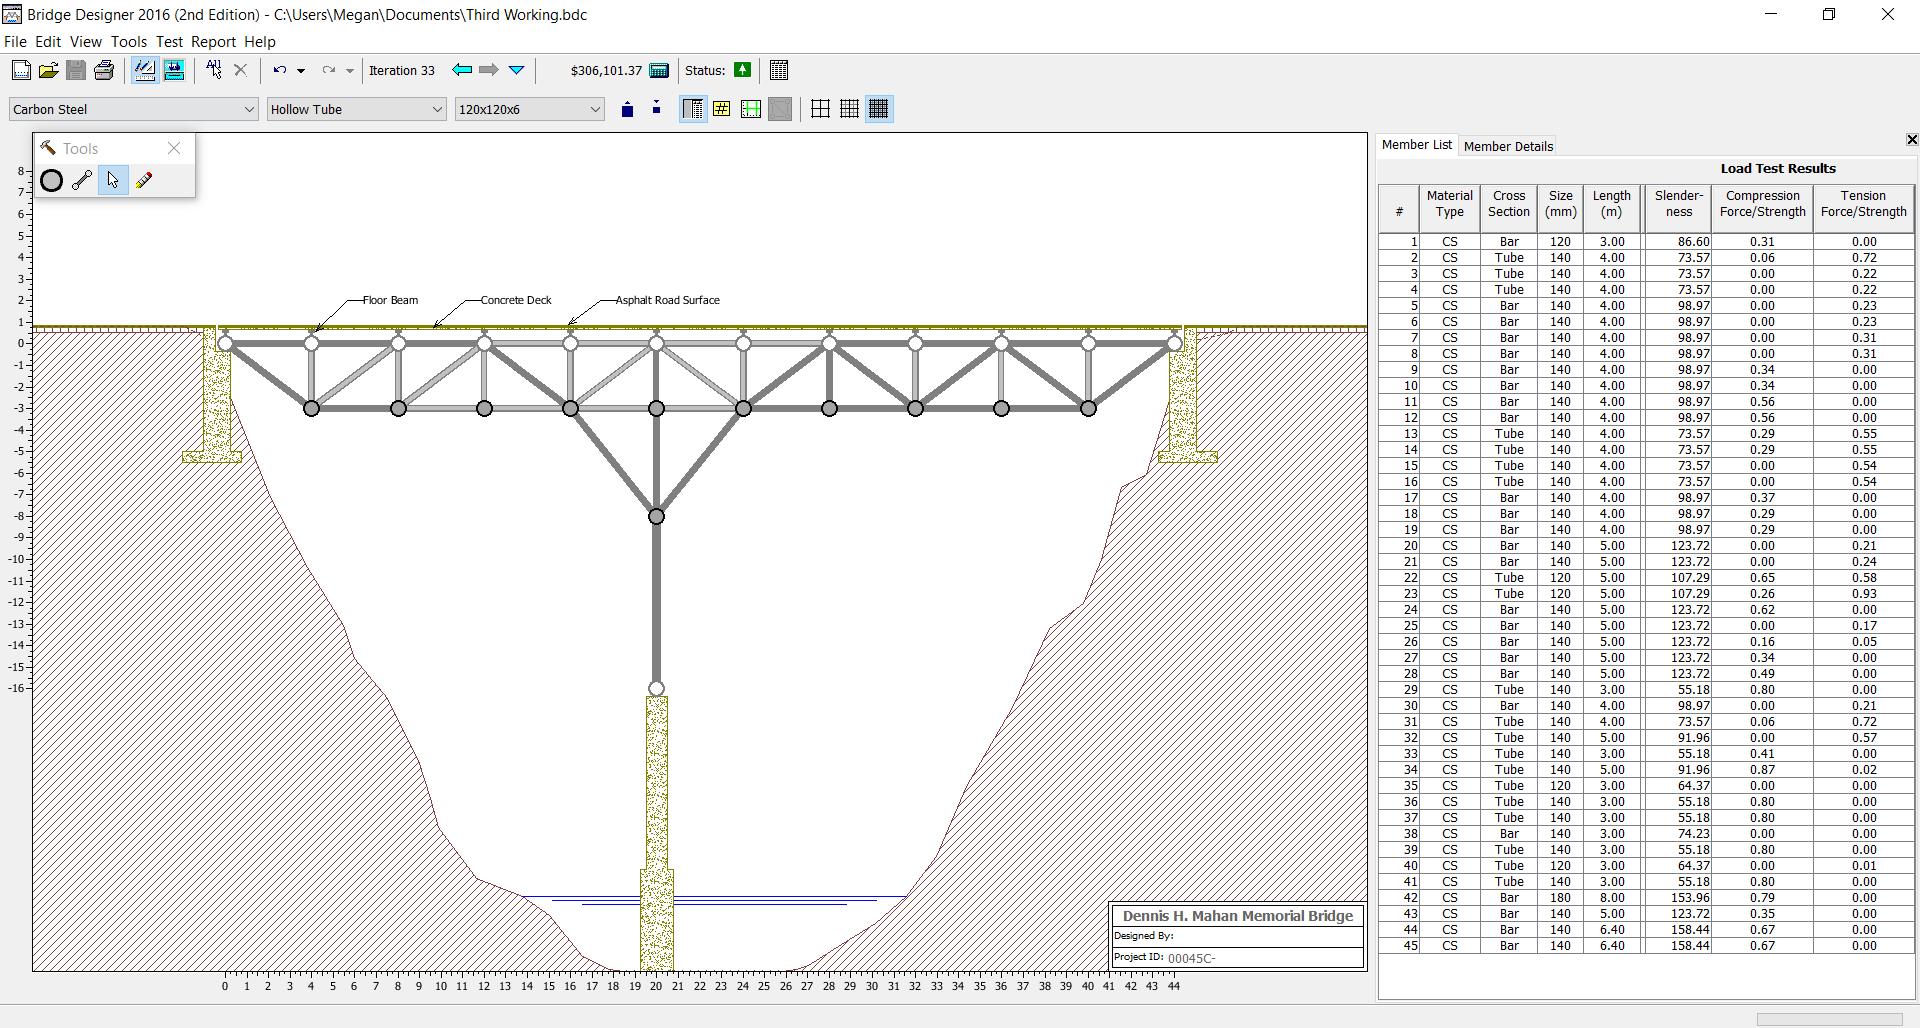 Bridge Designer 2016 (2nd Edition) - C:\Users\Megan\Documents\Third Working.bdc
File Edit View Tools Test Report Help
Iteration 33 $306,101.37 Status:
Carbon Steel Hollow Tube 120x120x6
Tools
8
7
6
5
4
3
2
1
0
-1
-2
-3
-4
-5
-6
-7
-8
-9
-10
-11
-12
-13
-14
-15
-16
Floor Beam Concrete Deck Asphalt Road Surface
Dennis H. Mahan Memorial Bridge
Designed By:
Project ID: 00045C-
0 1 2 3 4 5 6 7 8 9 10 11 12 13 14 15 16 17 18 19 20 21 22 23 24 25 26 27 28 29 30 31 32 33 34 35 36 37 38 39 40 41 42 43 44
Member List Member Details
Load Test Results
# Material Type Cross Section Size (mm) Length (m) Slender-ness Compression Force/Strength Tension Force/Strength
1 CS Bar 120 3.00 86.60 0.31 0.00
2 CS Tube 140 4.00 73.57 0.06 0.72
3 CS Tube 140 4.00 73.57 0.00 0.22
4 CS Tube 140 4.00 73.57 0.00 0.22
5 CS Bar 140 4.00 98.97 0.00 0.23
6 CS Bar 140 4.00 98.97 0.00 0.23
7 CS Bar 140 4.00 98.97 0.00 0.31
8 CS Bar 140 4.00 98.97 0.00 0.31
9 CS Bar 140 4.00 98.97 0.34 0.00
10 CS Bar 140 4.00 98.97 0.34 0.00
11 CS Bar 140 4.00 98.97 0.56 0.00
12 CS Bar 140 4.00 98.97 0.56 0.00
13 CS Tube 140 4.00 73.57 0.29 0.55
14 CS Tube 140 4.00 73.57 0.29 0.55
15 CS Tube 140 4.00 73.57 0.00 0.54
16 CS Tube 140 4.00 73.57 0.00 0.54
17 CS Bar 140 4.00 98.97 0.37 0.00
18 CS Bar 140 4.00 98.97 0.29 0.00
19 CS Bar 140 4.00 98.97 0.29 0.00
20 CS Bar 140 5.00 123.72 0.00 0.21
21 CS Bar 140 5.00 123.72 0.00 0.24
22 CS Tube 120 5.00 107.29 0.65 0.58
23 CS Tube 120 5.00 107.29 0.26 0.93
24 CS Bar 140 5.00 123.72 0.62 0.00
25 CS Bar 140 5.00 123.72 0.00 0.17
26 CS Bar 140 5.00 123.72 0.16 0.05
27 CS Bar 140 5.00 123.72 0.34 0.00
28 CS Bar 140 5.00 123.72 0.49 0.00
29 CS Tube 140 3.00 55.18 0.80 0.00
30 CS Bar 140 4.00 98.97 0.00 0.21
31 CS Tube 140 4.00 73.57 0.06 0.72
32 CS Tube 140 5.00 91.96 0.00 0.57
33 CS Tube 140 3.00 55.18 0.41 0.00
34 CS Tube 140 5.00 91.96 0.87 0.02
35 CS Tube 120 3.00 64.37 0.00 0.00
36 CS Tube 140 3.00 55.18 0.80 0.00
37 CS Tube 140 3.00 55.18 0.80 0.00
38 CS Bar 140 3.00 74.23 0.00 0.00
39 CS Tube 140 3.00 55.18 0.80 0.00
40 CS Tube 120 3.00 64.37 0.00 0.01
41 CS Tube 140 3.00 55.18 0.80 0.00
42 CS Bar 180 8.00 153.96 0.79 0.00
43 CS Bar 140 5.00 123.72 0.35 0.00
44 CS Bar 140 6.40 158.44 0.67 0.00
45 CS Bar 140 6.40 158.44 0.67 0.00